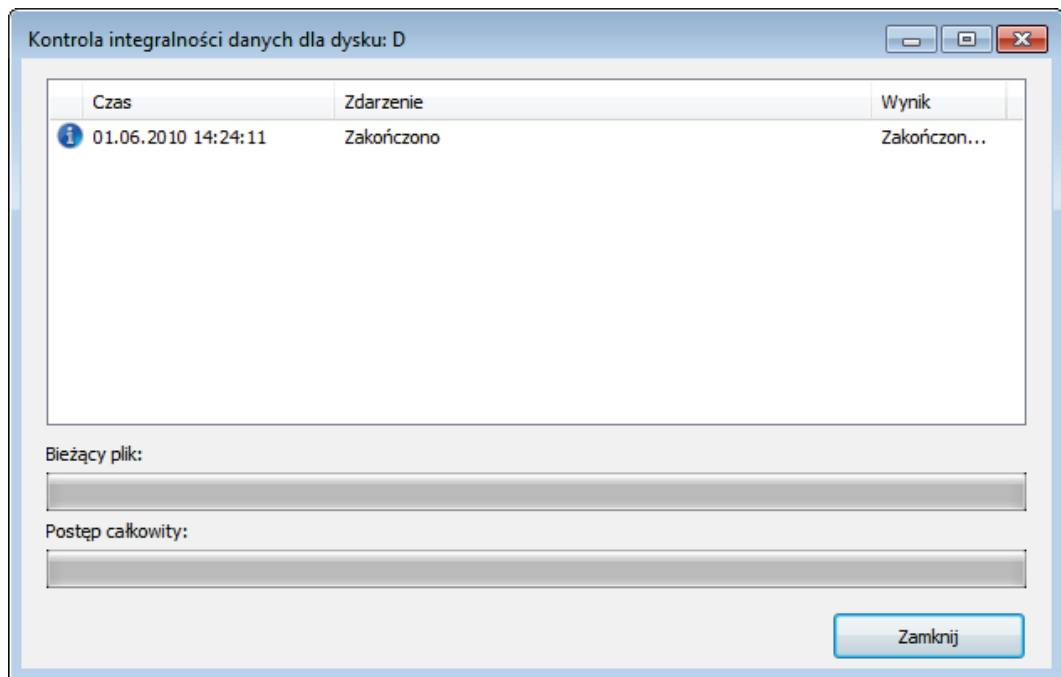 Kontrola integralności danych dla dysku: D
Czas Zdarzenie Wynik
01.06.2010 14:24:11 Zakończono Zakończon...
Bieżący plik:
Postęp całkowity:
Zamknij